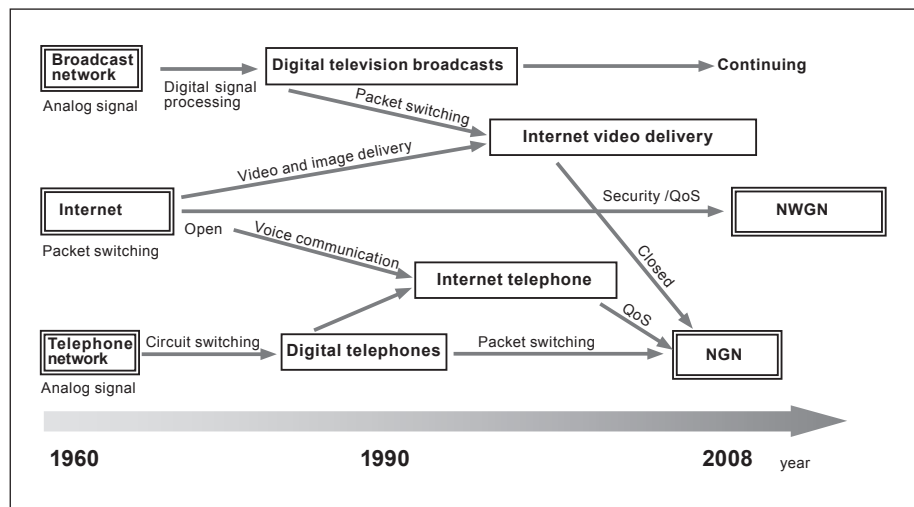 Broadcast
network
Analog signal
Digital signal
processing
Digital television broadcasts
Continuing
Packet switching
Internet video delivery
Video and image delivery
Internet
Packet switching
Open
Security /QoS
NWGN
Voice communication
Internet telephone
Closed
QoS
Telephone
network
Analog signal
Circuit switching
Digital telephones
Packet switching
NGN
1960
1990
2008
year